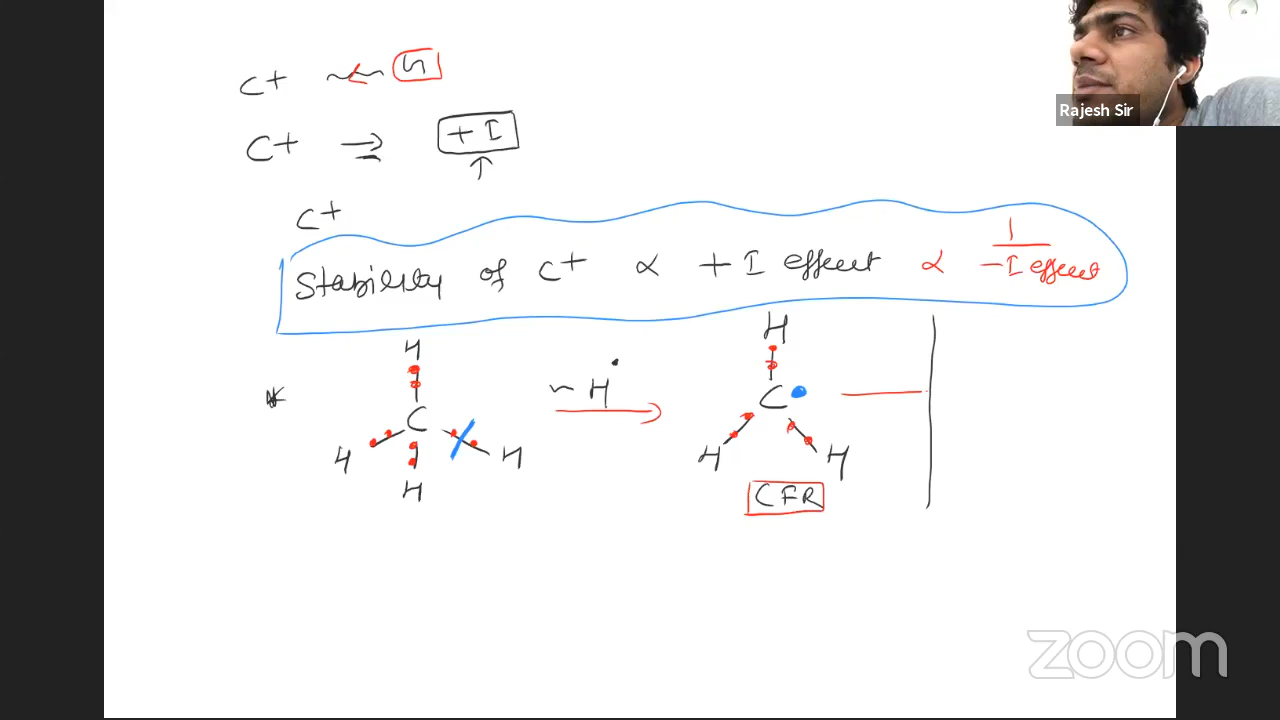 C+ ← G
Rajesh Sir
C+ → +I
↑
C+
Stability of C+ ∝ +I effect ∝ 1/-I effect
H
C
H
H
H
~ H•
H
C•
H
H
CFR
zoom